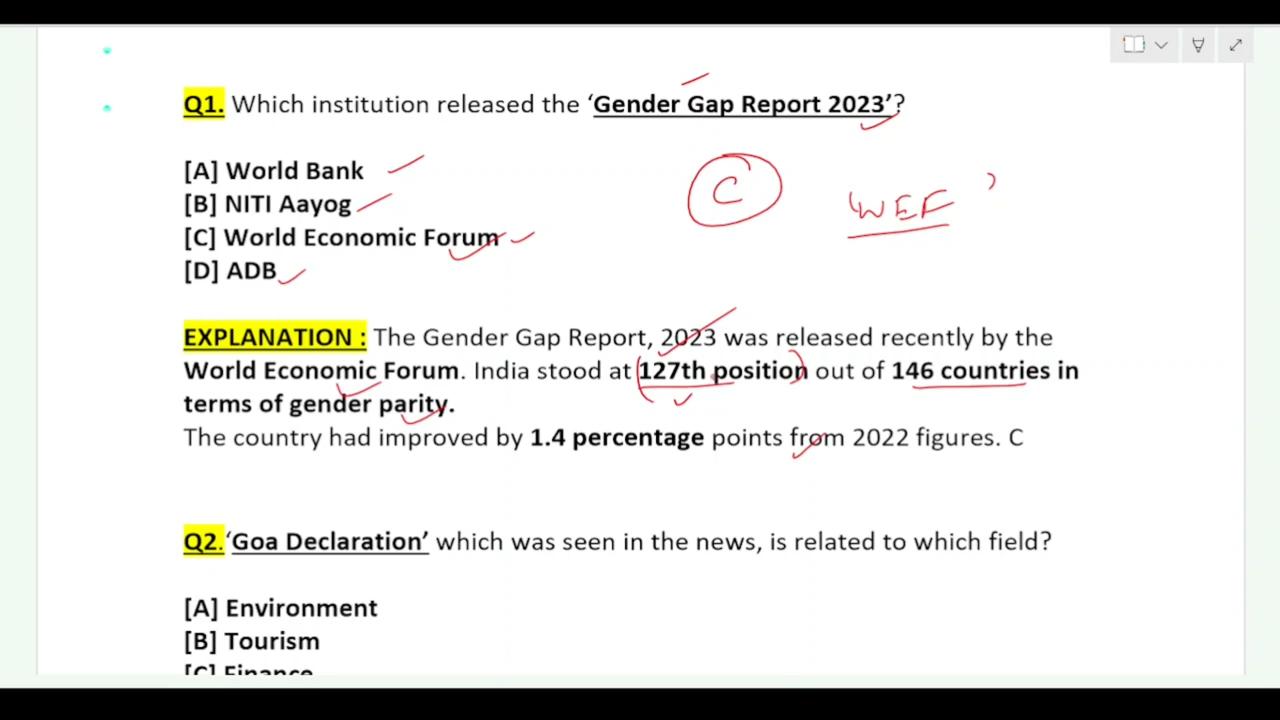 Q1. Which institution released the ‘Gender Gap Report 2023’?
[A] World Bank
[B] NITI Aayog
C WEF
[C] World Economic Forum
[D] ADB
EXPLANATION : The Gender Gap Report, 2023 was released recently by the
World Economic Forum. India stood at 127th position out of 146 countries in
terms of gender parity.
The country had improved by 1.4 percentage points from 2022 figures. C
Q2.‘Goa Declaration’ which was seen in the news, is related to which field?
[A] Environment
[B] Tourism
[C] Finance